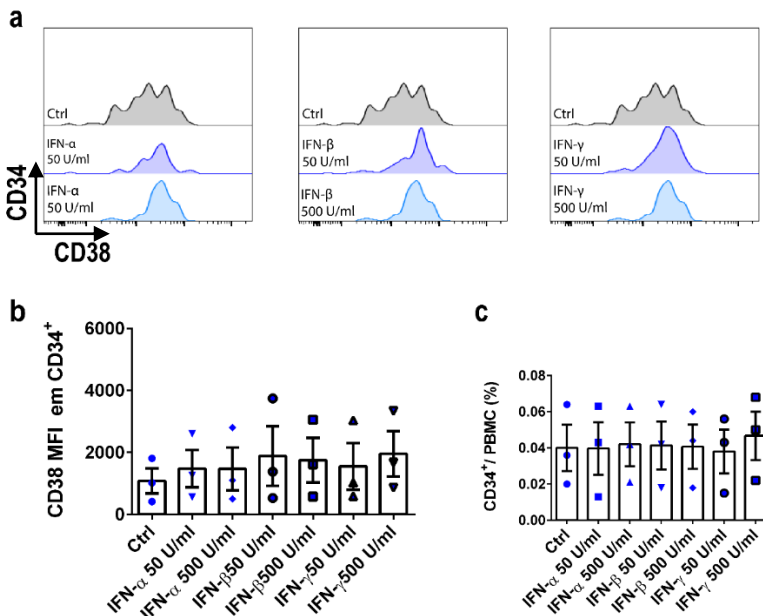 a
Ctrl
IFN-α
50 U/ml
IFN-α
50 U/ml
Ctrl
IFN-β
50 U/ml
IFN-β
500 U/ml
Ctrl
IFN-γ
50 U/ml
IFN-γ
500 U/ml
CD34
CD38
b
CD38 MFI em CD34+
6000
4000
2000
0
Ctrl
IFN-α 50 U/ml
IFN-α 500 U/ml
IFN-β50 U/ml
IFN-β500 U/ml
IFN-γ50 U/ml
IFN-γ500 U/ml
c
CD34+/ PBMC (%)
0.08
0.06
0.04
0.02
0.00
Ctrl
IFN-α 50 U/ml
IFN-α 500 U/ml
IFN-β 50 U/ml
IFN-β 500 U/ml
IFN-γ 50 U/ml
IFN-γ 500 U/ml